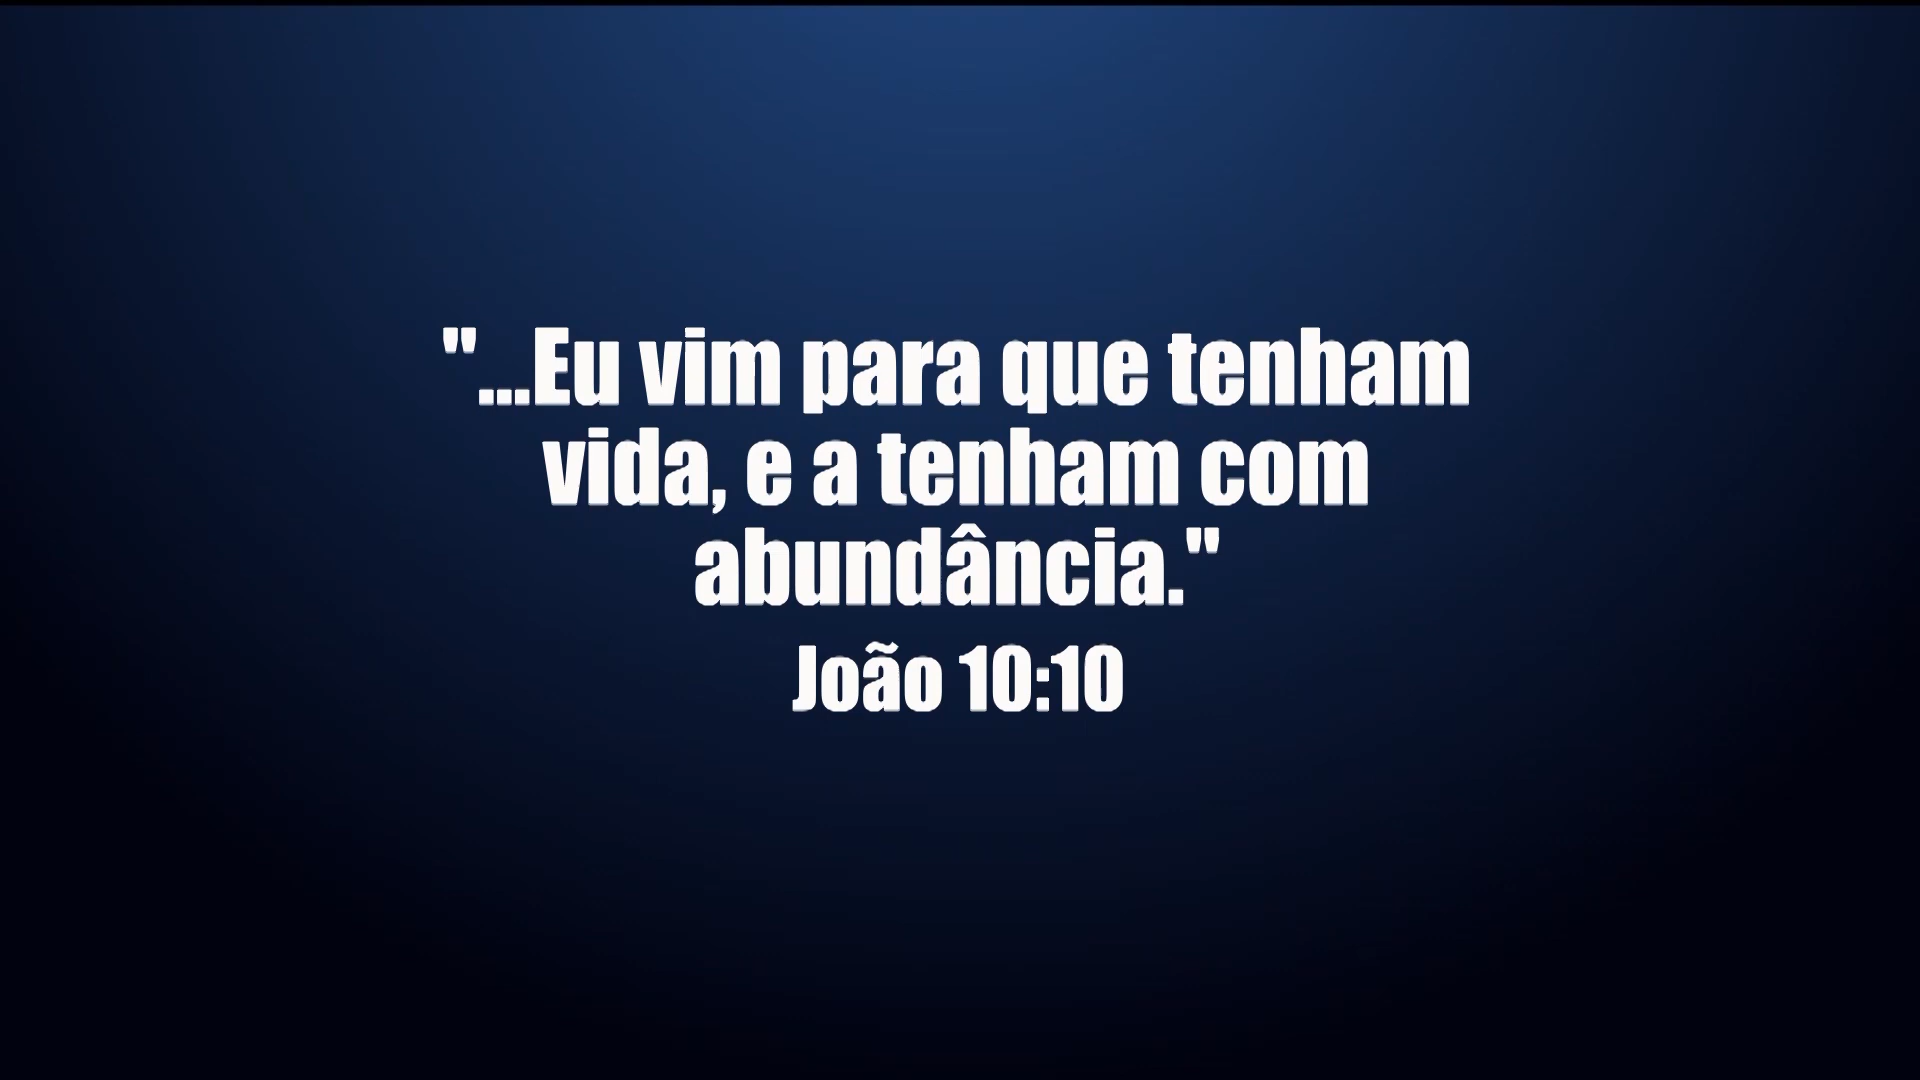 "...Eu vim para que tenham
vida, e a tenham com
abundância."
João 10:10